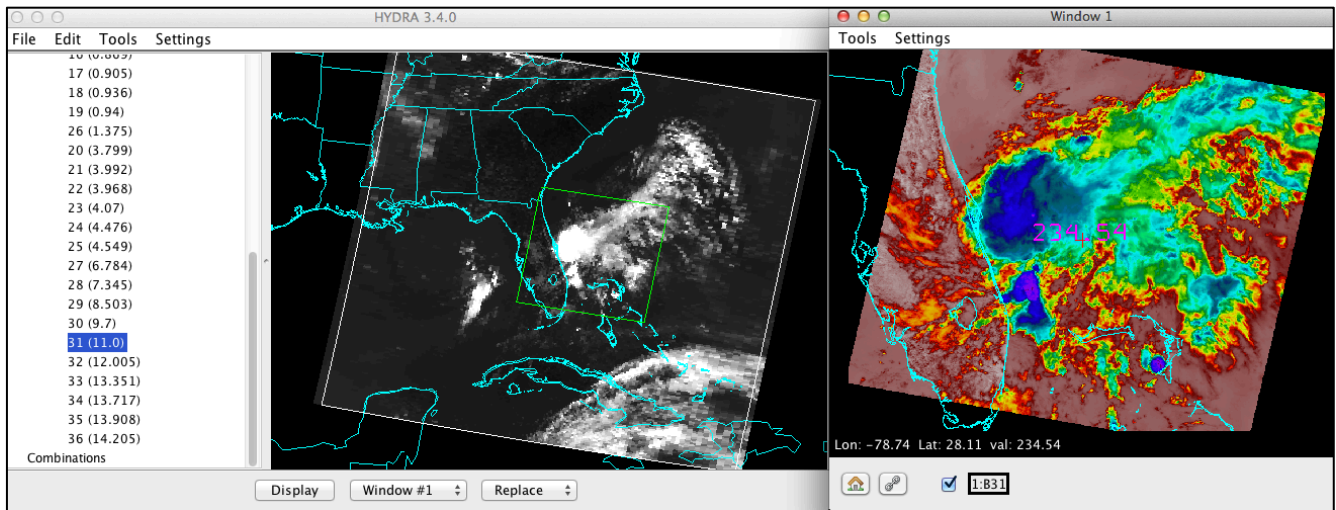 HYDRA 3.4.0
File Edit Tools Settings
17 (0.905)
18 (0.936)
19 (0.94)
26 (1.375)
20 (3.799)
21 (3.992)
22 (3.968)
23 (4.07)
24 (4.476)
25 (4.549)
27 (6.784)
28 (7.345)
29 (8.503)
30 (9.7)
31 (11.0)
32 (12.005)
33 (13.351)
34 (13.717)
35 (13.908)
36 (14.205)
Combinations
Display Window #1 Replace
Window 1
Tools Settings
234.54
Lon: -78.74 Lat: 28.11 val: 234.54
1:B31